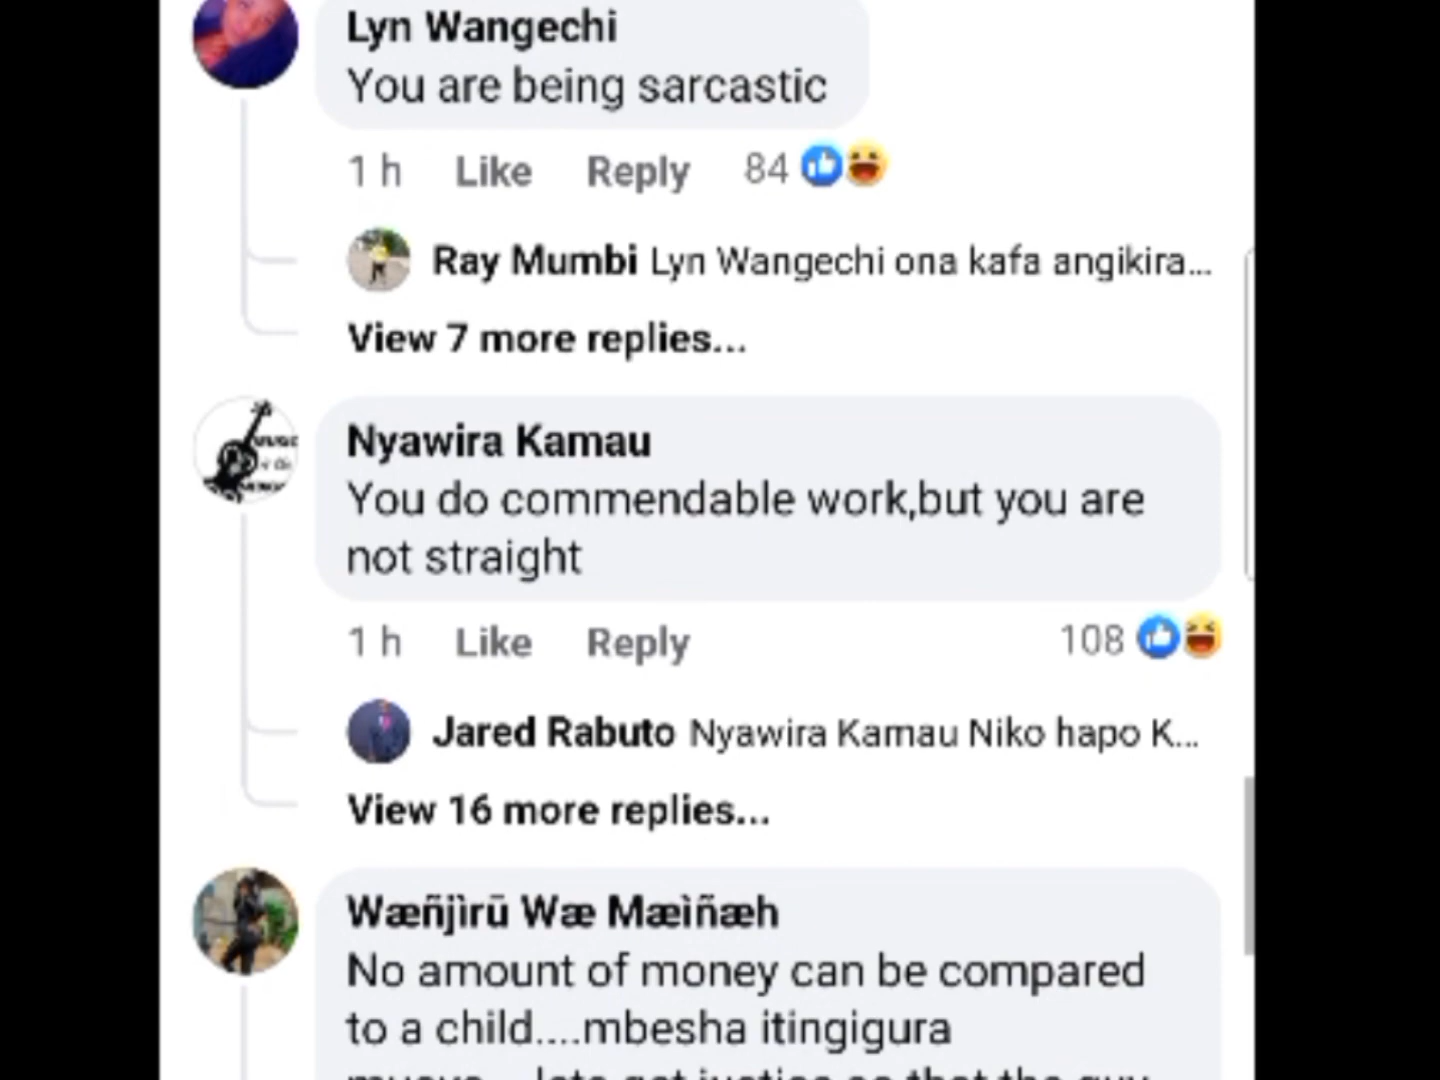 Lyn Wangechi
You are being sarcastic
1 h Like Reply 84
Ray Mumbi Lyn Wangechi ona kafa angikira...
View 7 more replies...
Nyawira Kamau
You do commendable work,but you are
not straight
1 h Like Reply 108
Jared Rabuto Nyawira Kamau Niko hapo K...
View 16 more replies...
Wæñjìrū Wæ Mæìñæh
No amount of money can be compared
to a child....mbesha itingigura